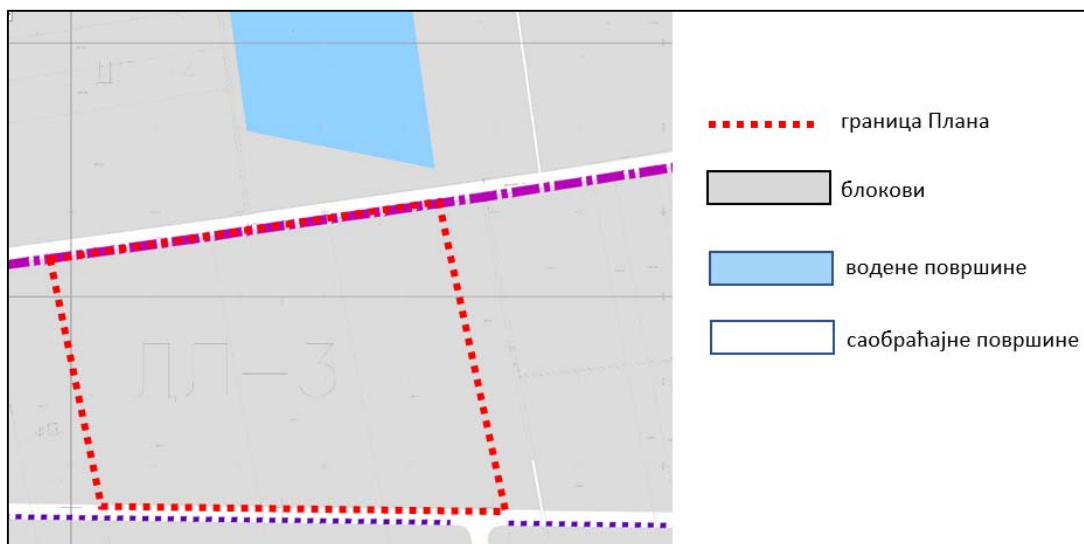 ДЛ-3
граница Плана
блокови
водене површине
саобраћајне површине